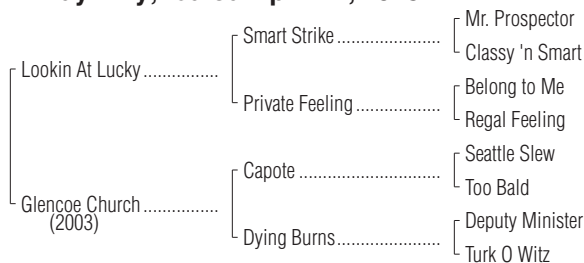 Smart Strike
Mr. Prospector
Classy 'n Smart
Lookin At Lucky
Private Feeling
Belong to Me
Regal Feeling
Glencoe Church
(2003)
Capote
Seattle Slew
Too Bald
Dying Burns
Deputy Minister
Turk O Witz